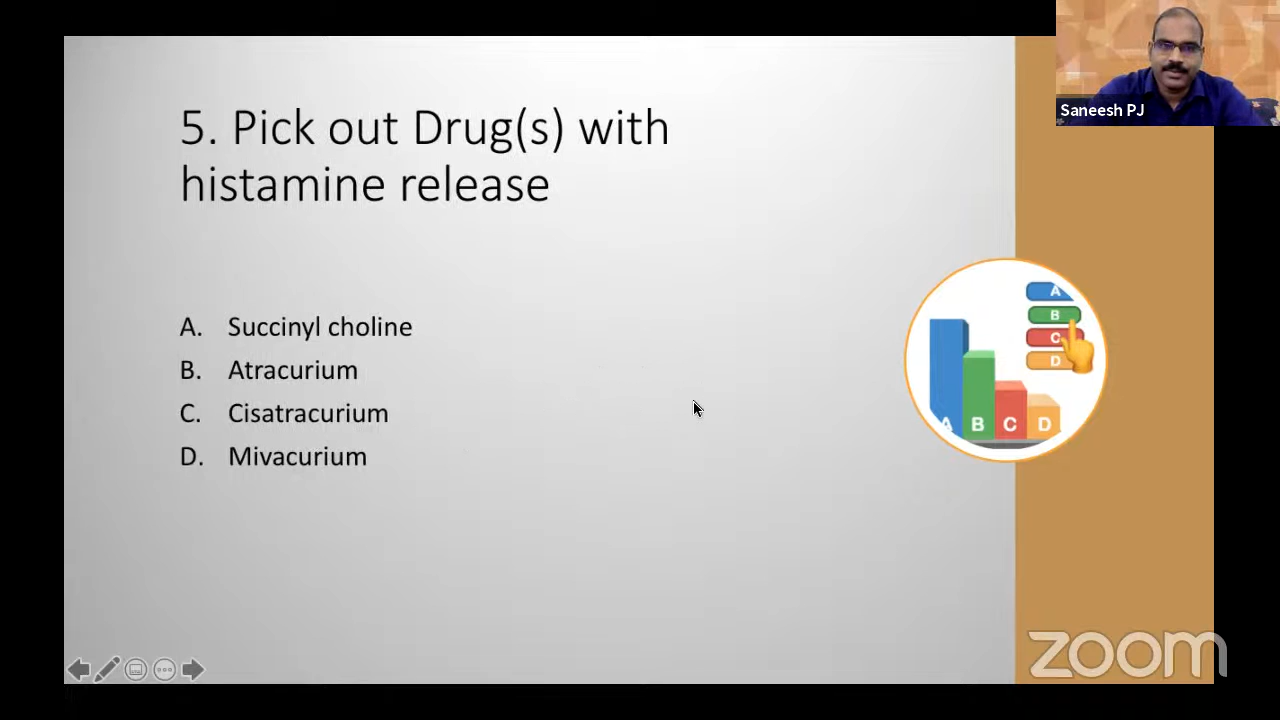 Saneesh PJ
5. Pick out Drug(s) with
histamine release
A. Succinyl choline
B. Atracurium
C. Cisatracurium
D. Mivacurium
A
B
C
D
A B C D
zoom